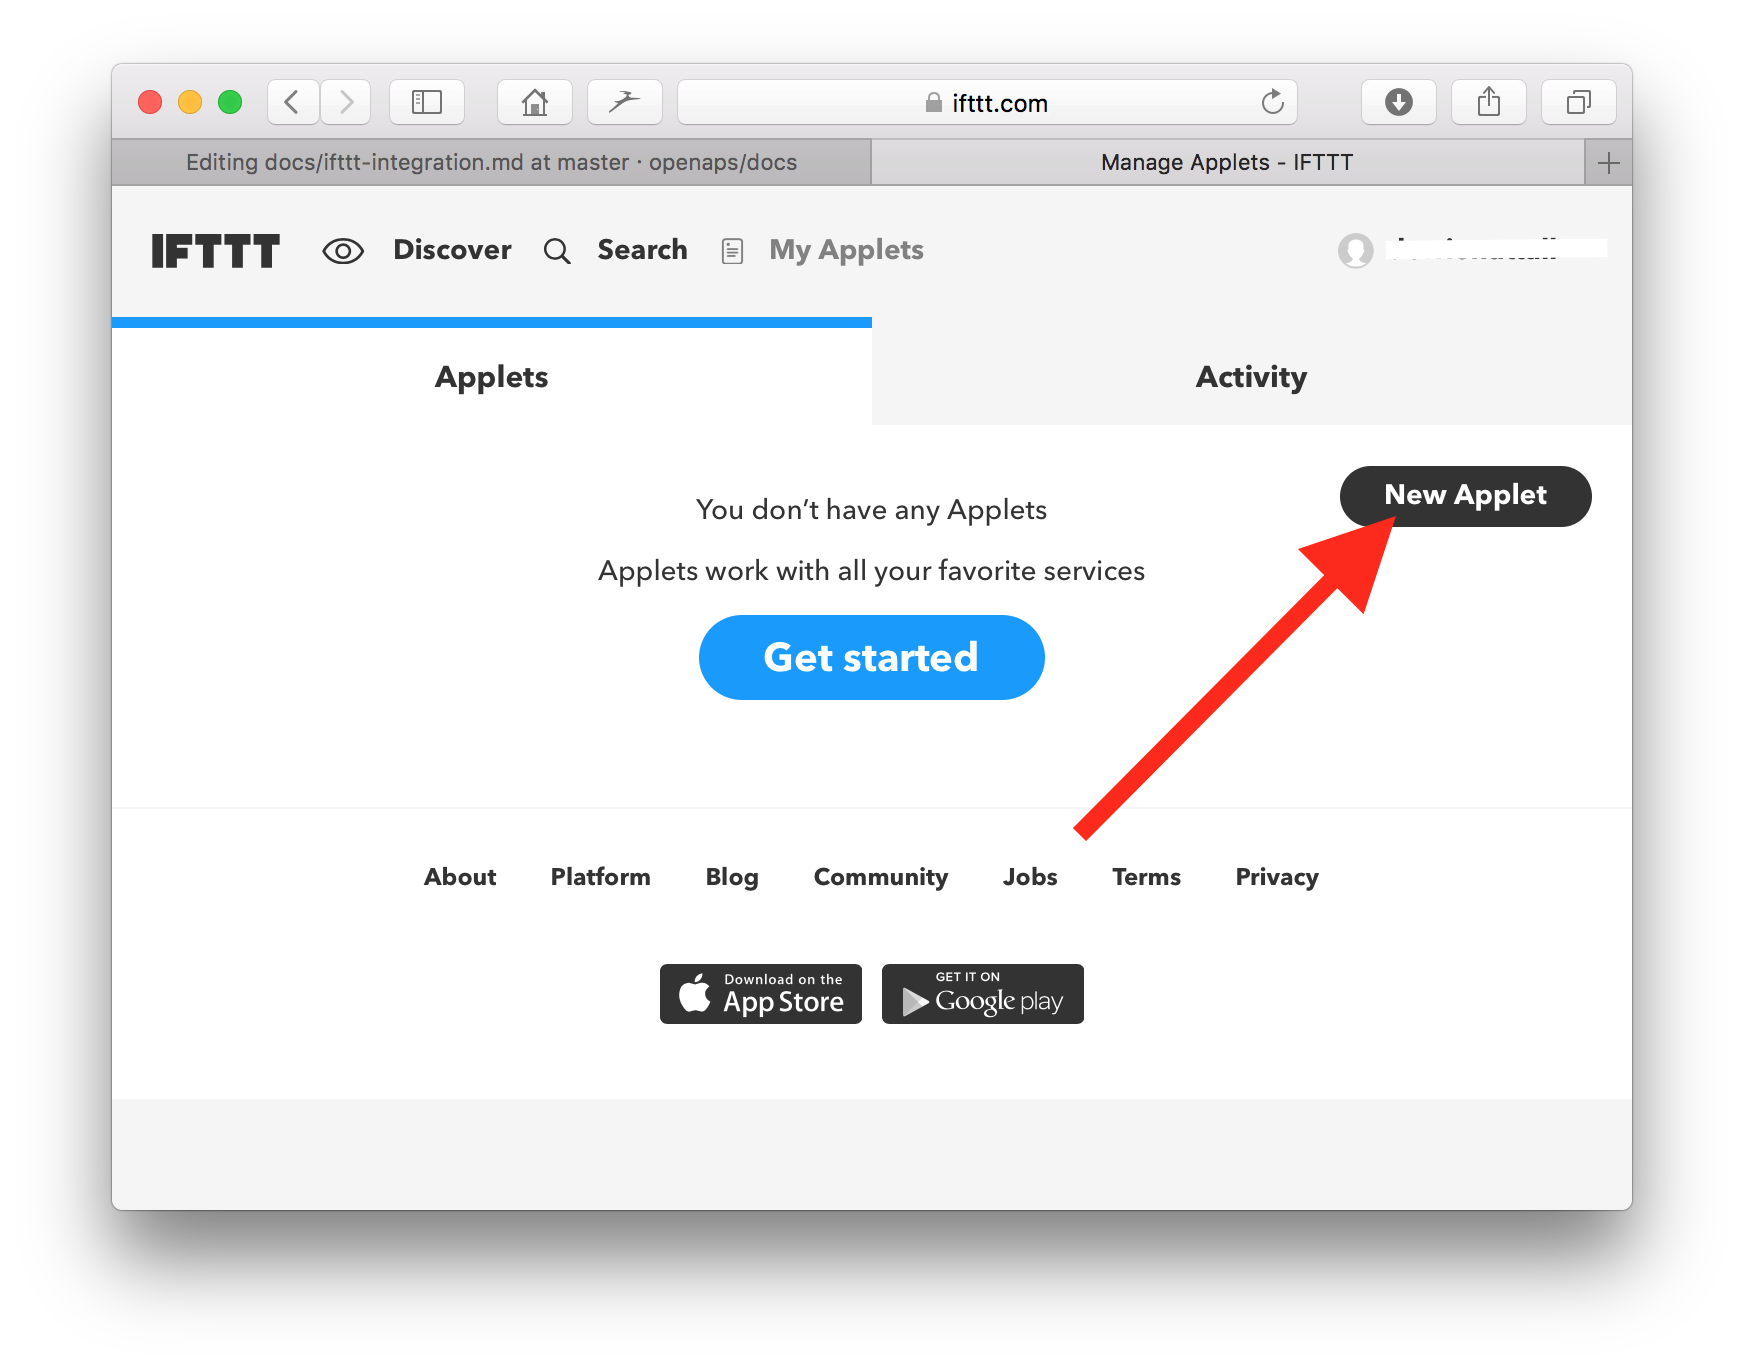 ifttt.com
Editing docs/ifttt-integration.md at master · openaps/docs
Manage Applets - IFTTT
IFTTT
Discover
Search
My Applets
Applets
Activity
New Applet
You don't have any Applets
Applets work with all your favorite services
Get started
About
Platform
Blog
Community
Jobs
Terms
Privacy
Download on the
App Store
GET IT ON
Google play